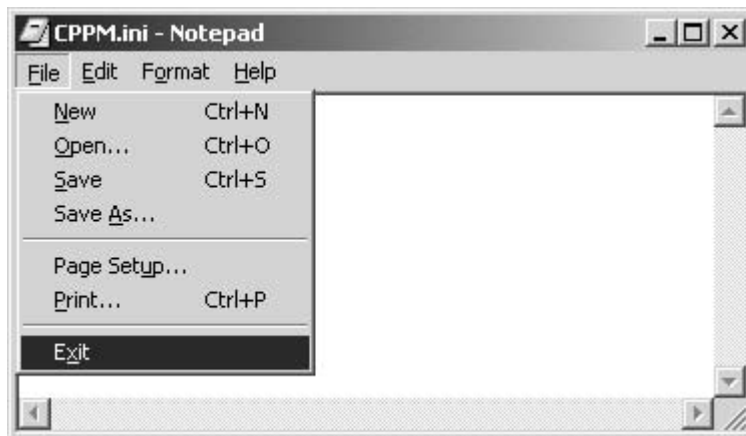 CPPM.ini - Notepad
File Edit Format Help
New Ctrl+N
Open... Ctrl+O
Save Ctrl+S
Save As...
Page Setup...
Print... Ctrl+P
Exit